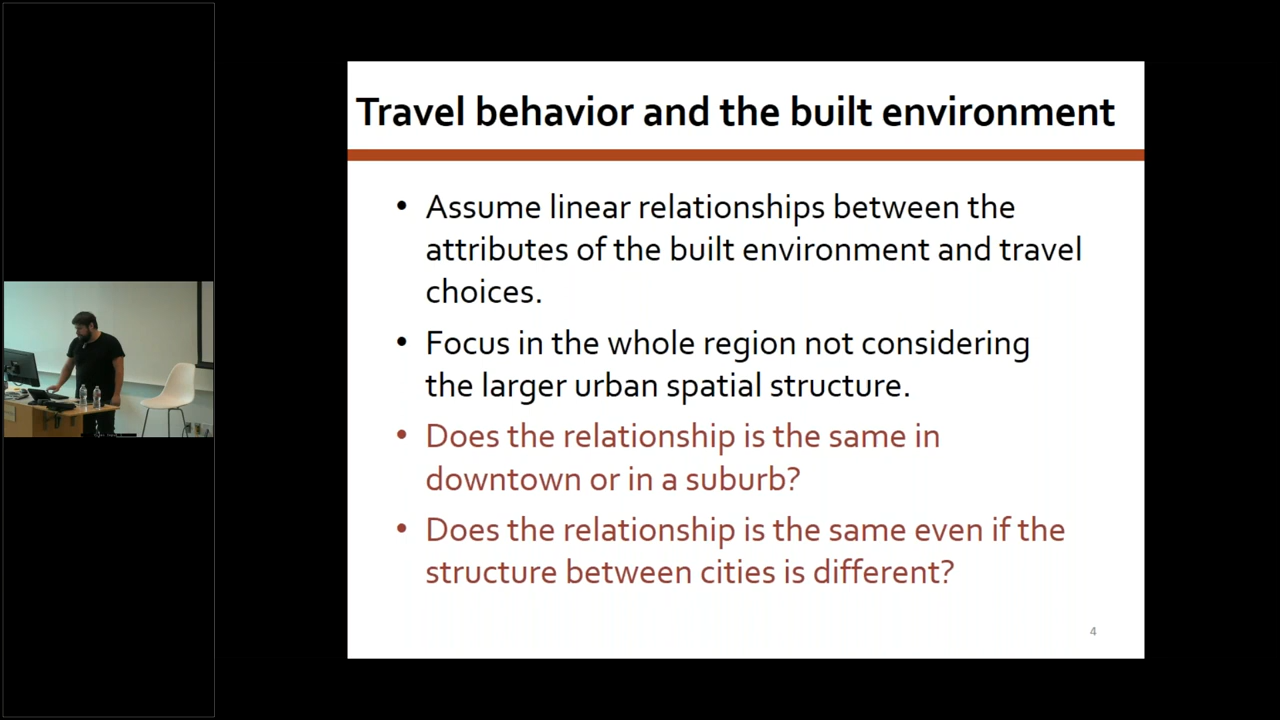 Travel behavior and the built environment
• Assume linear relationships between the
attributes of the built environment and travel
choices.
• Focus in the whole region not considering
the larger urban spatial structure.
• Does the relationship is the same in
downtown or in a suburb?
• Does the relationship is the same even if the
structure between cities is different?
4